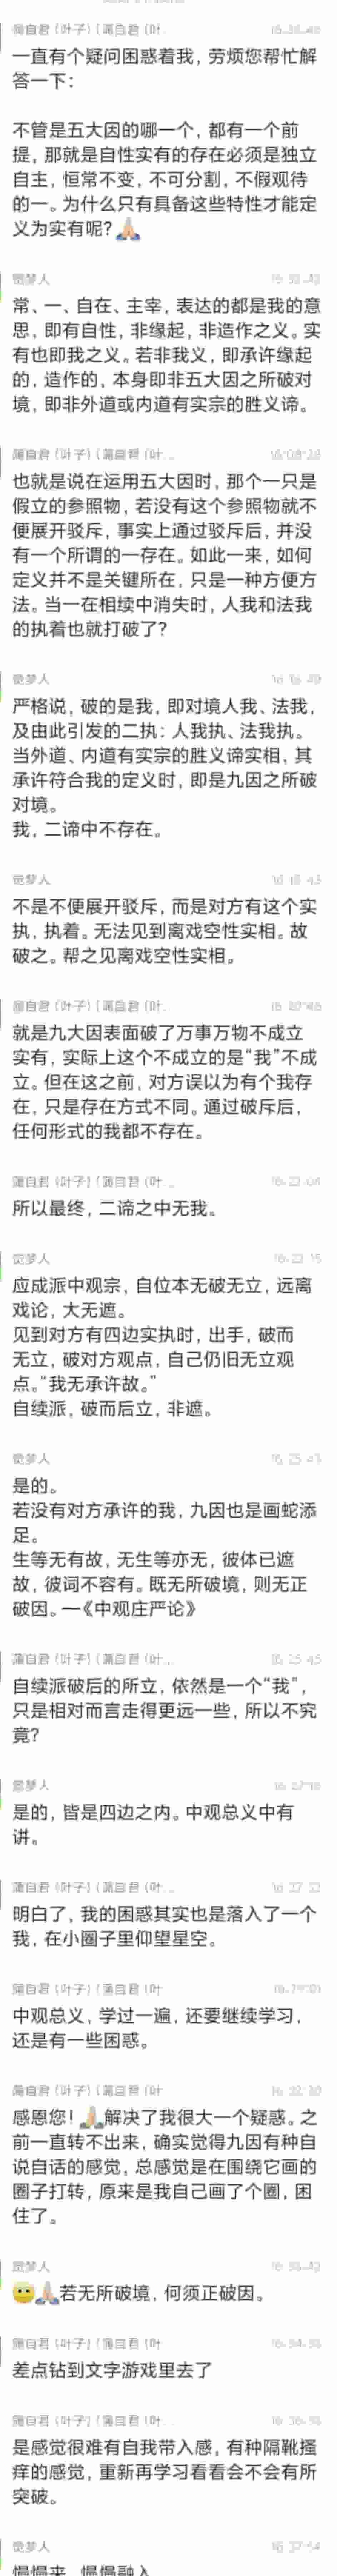 一直有个疑问困惑着我，劳烦您帮忙解
答一下：
不管是五大因的哪一个，都有一个前
提，那就是自性实有的存在必须是独立
自主，恒常不变，不可分割，不假观待
的一。为什么只有具备这些特性才能定
义为实有呢？🙏
觉梦人
常、一、自在、主宰，表达的都是我的意
思，即有自性，非缘起，非造作之义。实
有也即我之义。若非我义，即承许缘起
的，造作的，本身即非五大因之所破对
境，即非外道或内道有实宗的胜义谛。
蒲自君（叶子）（蒲自君（叶...
也就是说在运用五大因时，那个一只是
假立的参照物，若没有这个参照物就不
便展开驳斥，事实上通过驳斥后，并没
有一个所谓的一存在。如此一来，如何
定义并不是关键所在，只是一种方便方
法。当一在相续中消失时，人我和法我
的执着也就打破了？
觉梦人
严格说，破的是我，即对境人我、法我，
及由此引发的二执：人我执、法我执。
当外道、内道有实宗的胜义谛实相，其
承许符合我的定义时，即是九因之所破
对境。
我，二谛中不存在。
觉梦人
不是不便展开驳斥，而是对方有这个实
执，执着。无法见到离戏空性实相。故
破之。帮之见离戏空性实相。
蒲自君（叶子）（蒲自君（叶...
就是九大因表面破了万事万物不成立
实有，实际上这个不成立的是“我”不成
立。但在这之前，对方误以为有个我存
在，只是存在方式不同。通过破斥后，
任何形式的我都不存在。
蒲自君（叶子）（蒲自君（叶...
所以最终，二谛之中无我。
觉梦人
应成派中观宗，自位本无破无立，远离
戏论，大无遮。
见到对方有四边实执时，出手，破而
无立，破对方观点，自己仍旧无立观
点。“我无承许故。”
自续派，破而后立，非遮。
觉梦人
是的。
若没有对方承许的我，九因也是画蛇添
足。
生等无有故，无生等亦无，彼体已遮
故，彼词不容有。既无所破境，则无正
破因。—《中观庄严论》
蒲自君（叶子）（蒲自君（叶...
自续派破后的所立，依然是一个“我”，
只是相对而言走得更远一些，所以不究
竟？
觉梦人
是的，皆是四边之内。中观总义中有
讲。
蒲自君（叶子）（蒲自君（叶...
明白了，我的困惑其实也是落入了一个
我，在小圈子里仰望星空。
蒲自君（叶子）（蒲自君（叶
中观总义，学过一遍，还要继续学习，
还是有一些困惑。
蒲自君（叶子）（蒲自君（叶
感恩您！🙏解决了我很大一个疑惑。之
前一直转不出来，确实觉得九因有种自
说自话的感觉，总感觉是在围绕它画的
圈子打转，原来是我自己画了个圈，困
住了。
觉梦人
😊🙏若无所破境，何须正破因。
蒲自君（叶子）（蒲自君（叶
差点钻到文字游戏里去了
蒲自君（叶子）（蒲自君（叶
是感觉很难有自我带入感，有种隔靴搔
痒的感觉，重新再学习看看会不会有所
突破。
觉梦人
慢慢来，慢慢融入